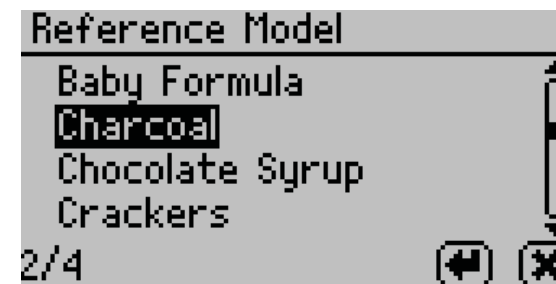 Reference Model
Baby Formula
Charcoal
Chocolate Syrup
Crackers
2/4